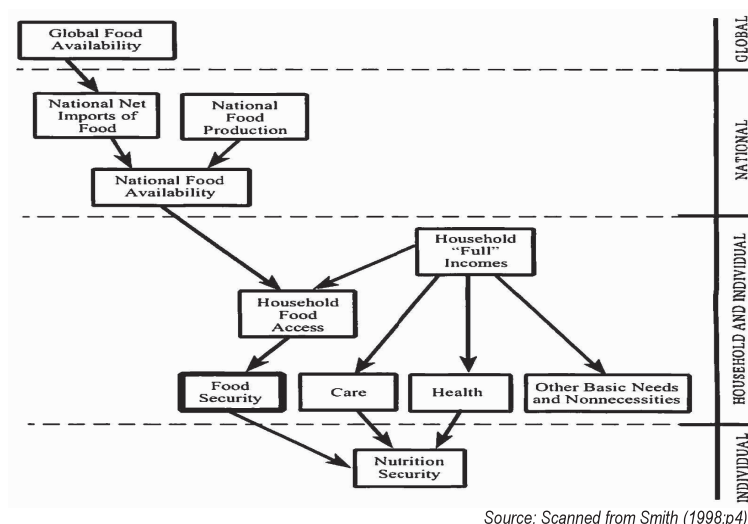 Global Food
Availability
GLOBAL
National Net
Imports of
Food
National
Food
Production
National Food
Availability
NATIONAL
Household
“Full”
Incomes
Household
Food
Access
Food
Security
Care
Health
Other Basic Needs
and Nonnecessities
HOUSEHOLD AND INDIVIDUAL
Nutrition
Security
INDIVIDUAL
Source: Scanned from Smith (1998:p4)